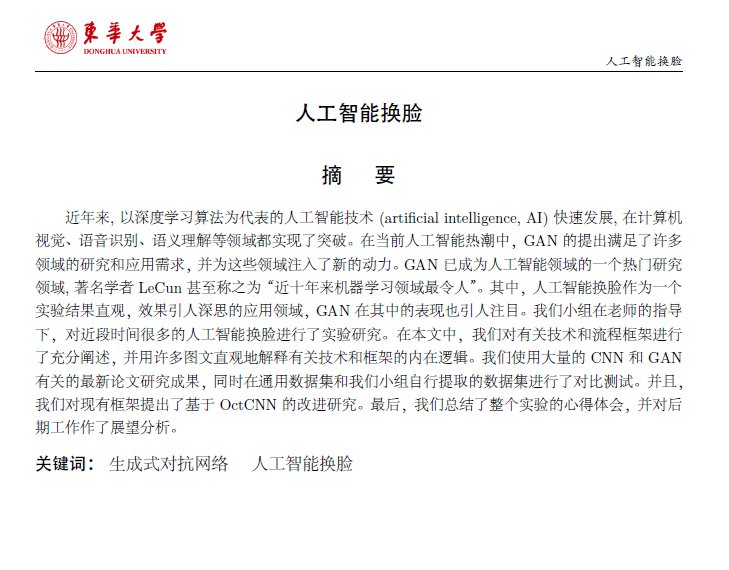 東華大學
DONGHUA UNIVERSITY
人工智能换脸
人工智能换脸
摘 要
近年来, 以深度学习算法为代表的人工智能技术 (artificial intelligence, AI) 快速发展, 在计算机
视觉、语音识别、语义理解等领域都实现了突破。在当前人工智能热潮中, GAN 的提出满足了许多
领域的研究和应用需求, 并为这些领域注入了新的动力。GAN 已成为人工智能领域的一个热门研究
领域, 著名学者 LeCun 甚至称之为 “近十年来机器学习领域最令人”。其中, 人工智能换脸作为一个
实验结果直观, 效果引人深思的应用领域, GAN 在其中的表现也引人注目。我们小组在老师的指导
下, 对近段时间很多的人工智能换脸进行了实验研究。在本文中, 我们对有关技术和流程框架进行
了充分阐述, 并用许多图文直观地解释有关技术和框架的内在逻辑。我们使用大量的 CNN 和 GAN
有关的最新论文研究成果, 同时在通用数据集和我们小组自行提取的数据集进行了对比测试。并且,
我们对现有框架提出了基于 OctCNN 的改进研究。最后, 我们总结了整个实验的心得体会, 并对后
期工作作了展望分析。
关键词： 生成式对抗网络 人工智能换脸